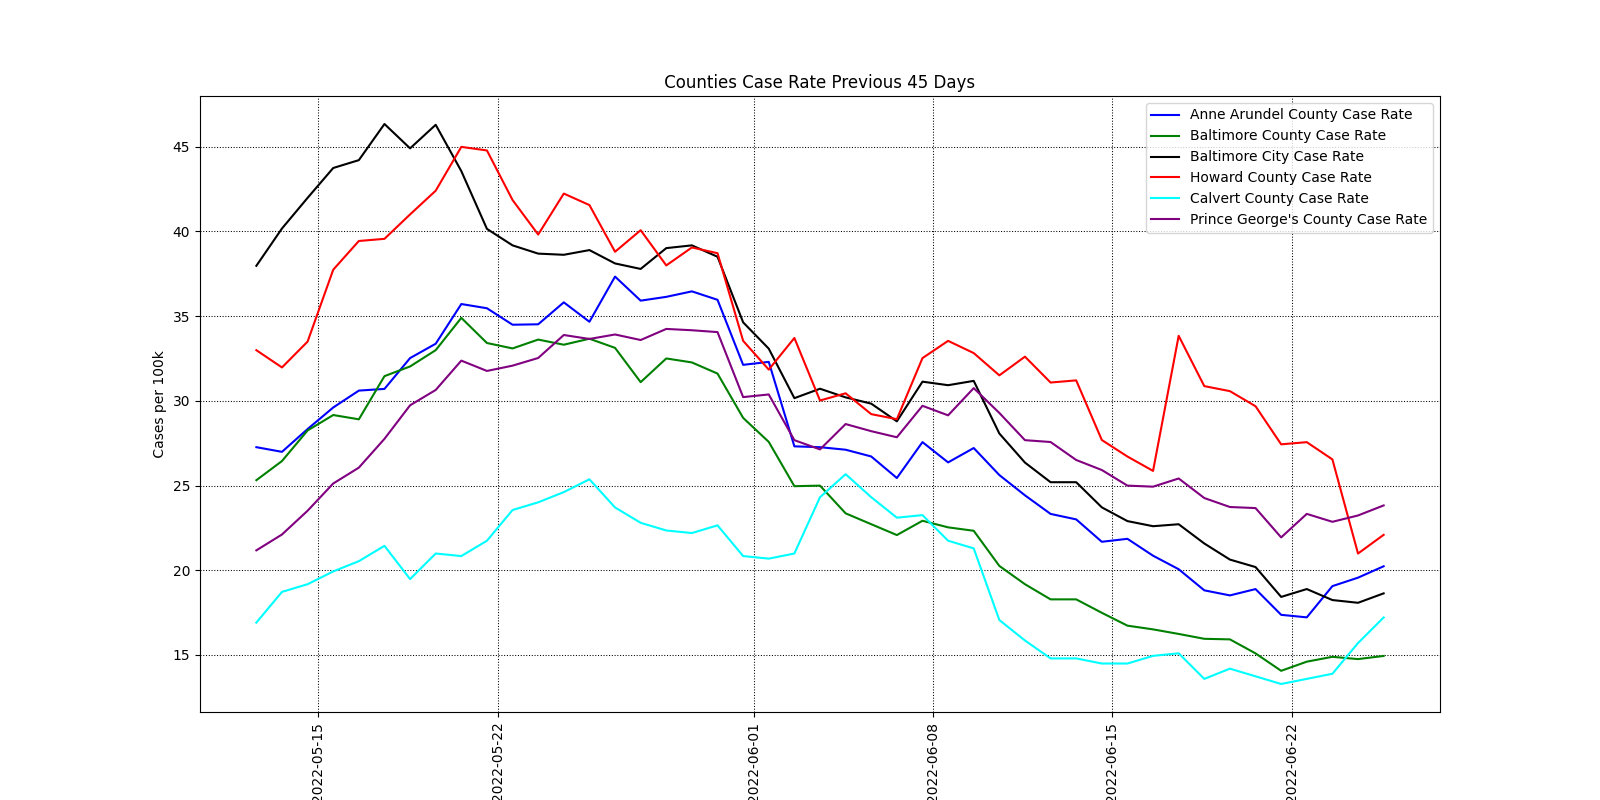 Counties Case Rate Previous 45 Days
Anne Arundel County Case Rate
Baltimore County Case Rate
Baltimore City Case Rate
Howard County Case Rate
Calvert County Case Rate
Prince George's County Case Rate
Cases per 100k
45
40
35
30
25
20
15
2022-05-15
2022-05-22
2022-06-01
2022-06-08
2022-06-15
2022-06-22